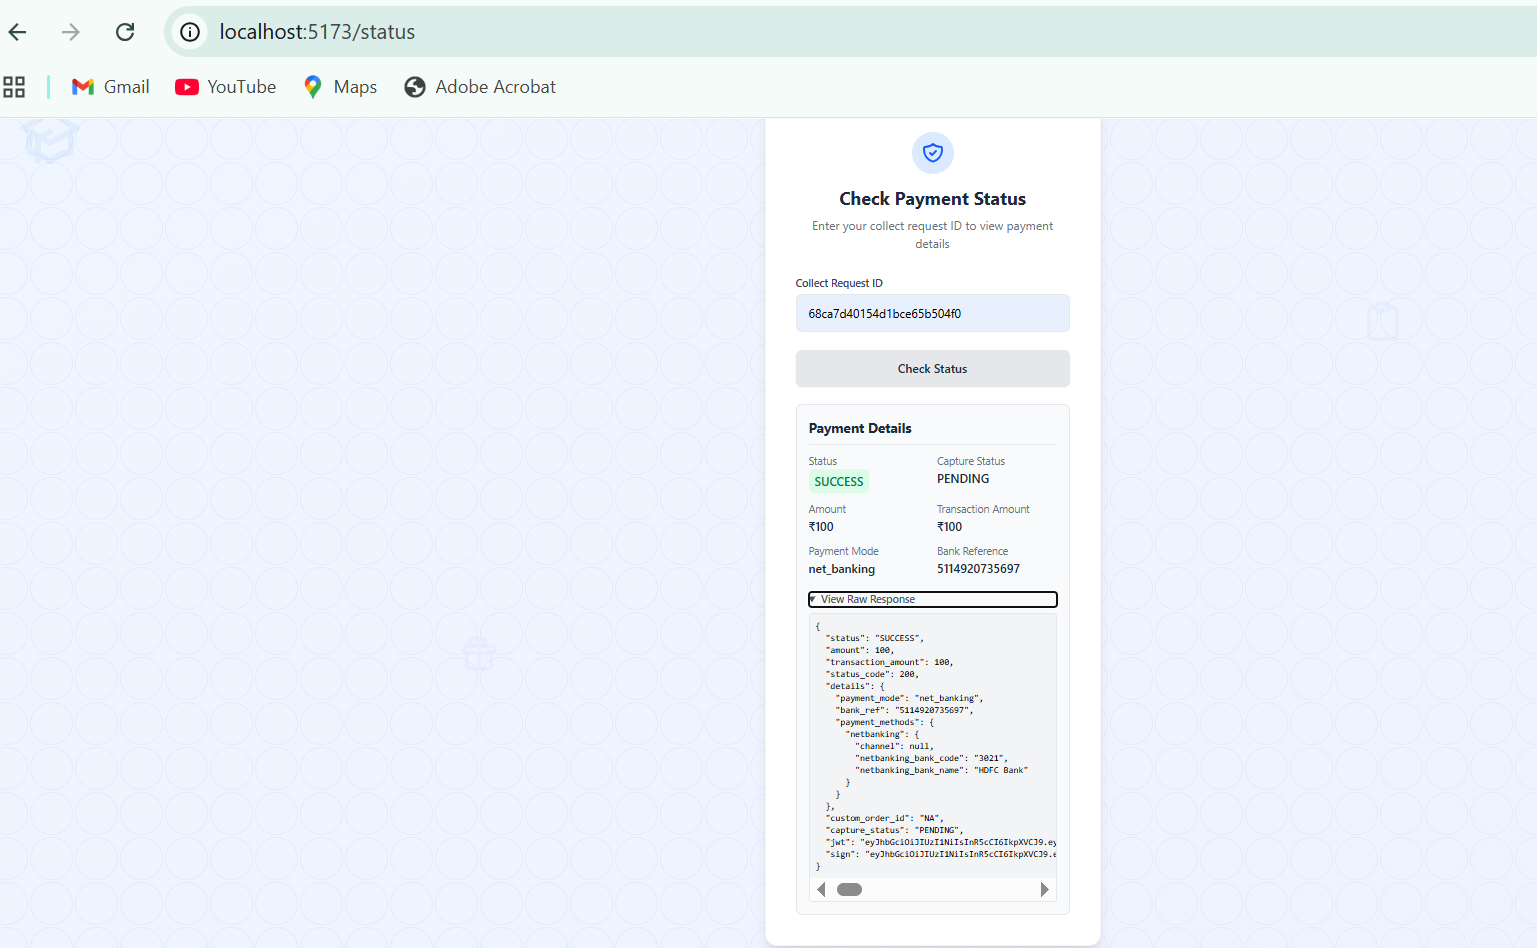 localhost:5173/status
Gmail YouTube Maps Adobe Acrobat
Check Payment Status
Enter your collect request ID to view payment
details
Collect Request ID
68ca7d40154d1bce65b504f0
Check Status
Payment Details
Status Capture Status
SUCCESS PENDING
Amount Transaction Amount
₹100 ₹100
Payment Mode Bank Reference
net_banking 5114920735697
View Raw Response
{
"status": "SUCCESS",
"amount": 100,
"transaction_amount": 100,
"status_code": 200,
"details": {
"payment_mode": "net_banking",
"bank_ref": "5114920735697",
"payment_methods": {
"netbanking": {
"channel": null,
"netbanking_bank_code": "3021",
"netbanking_bank_name": "HDFC Bank"
}
}
},
"custom_order_id": "NA",
"capture_status": "PENDING",
"jwt": "eyJhbGciOiJIUzI1NiIsInR5cCI6IkpXVCJ9.ey
"sign": "eyJhbGciOiJIUzI1NiIsInR5cCI6IkpXVCJ9.e
}